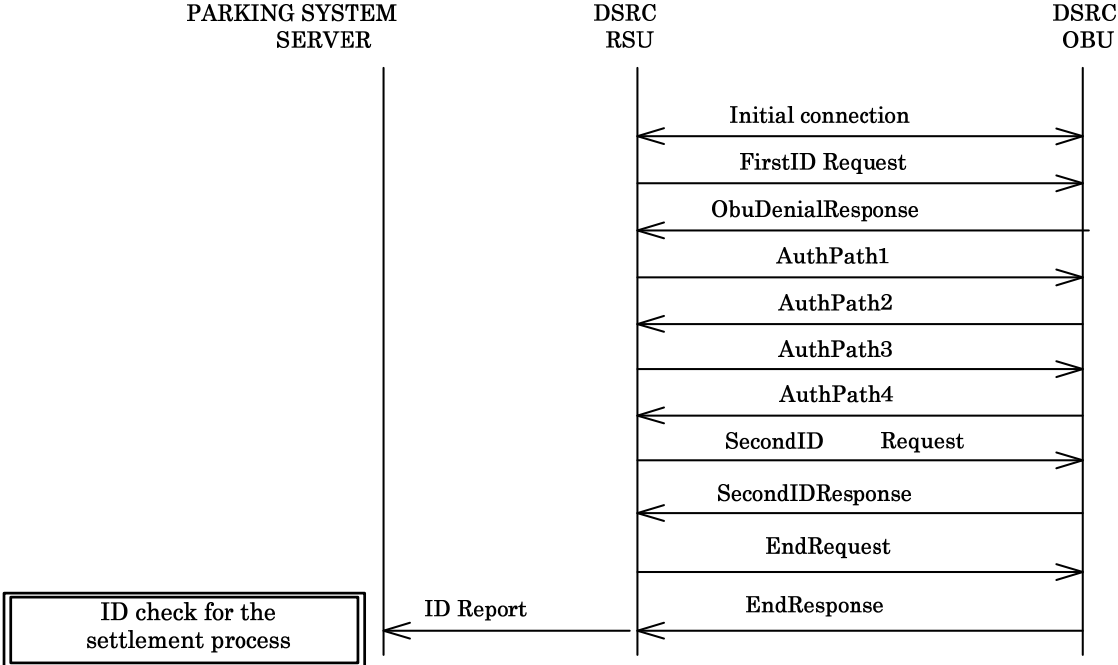 PARKING SYSTEM
SERVER
DSRC
RSU
DSRC
OBU
Initial connection
FirstID Request
ObuDenialResponse
AuthPath1
AuthPath2
AuthPath3
AuthPath4
SecondID Request
SecondIDResponse
EndRequest
EndResponse
ID Report
ID check for the
settlement process